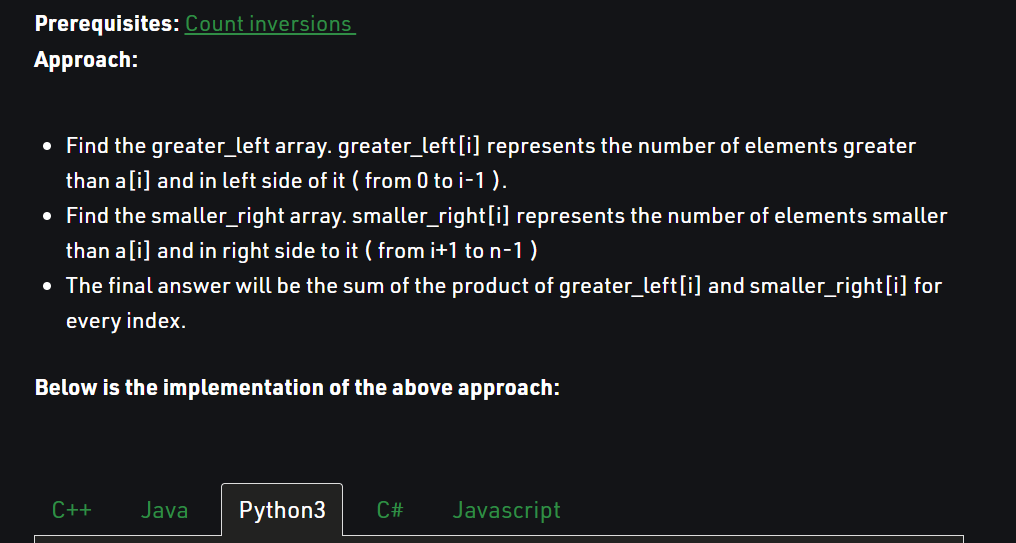 Prerequisites: Count inversions
Approach:
• Find the greater_left array. greater_left[i] represents the number of elements greater
than a[i] and in left side of it ( from 0 to i-1 ).
• Find the smaller_right array. smaller_right[i] represents the number of elements smaller
than a[i] and in right side to it ( from i+1 to n-1 )
• The final answer will be the sum of the product of greater_left[i] and smaller_right[i] for
every index.
Below is the implementation of the above approach:
C++ Java Python3 C# Javascript